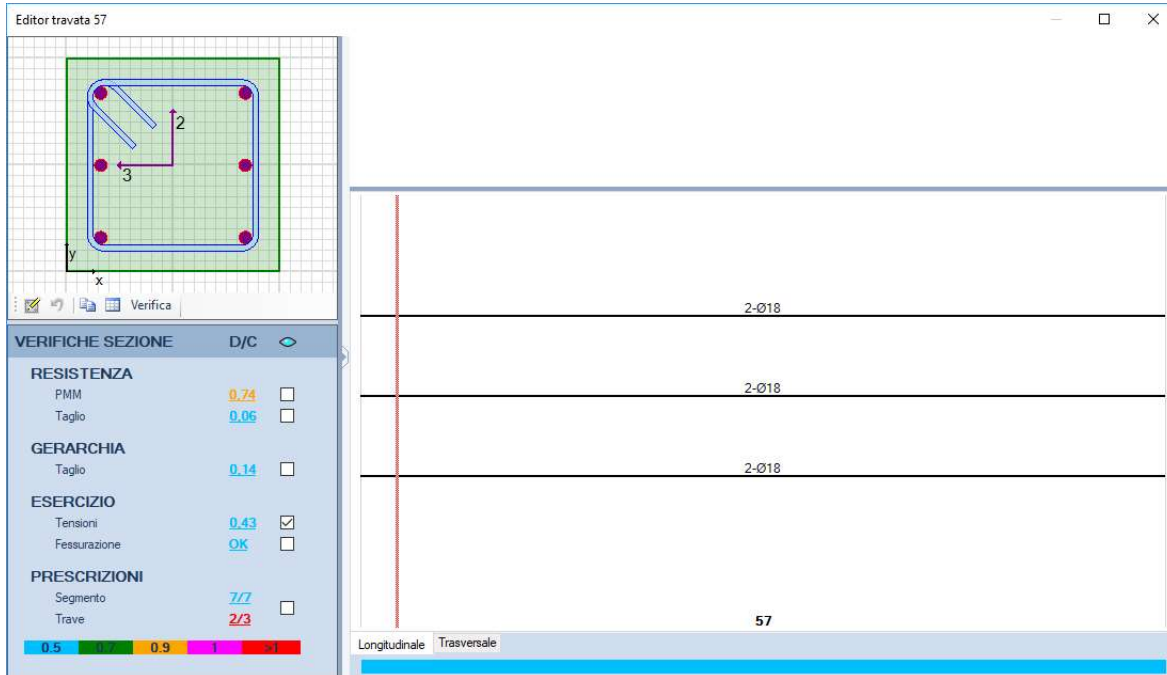 Editor travata 57
2
3
y
x
Verifica
VERIFICHE SEZIONE D/C
RESISTENZA
PMM 0,74
Taglio 0,06
GERARCHIA
Taglio 0,14
ESERCIZIO
Tensioni 0,43
Fessurazione OK
PRESCRIZIONI
Segmento 7/7
Trave 2/3
0.5 0.7 0.9 1 >1
2-Ø18
2-Ø18
2-Ø18
57
Longitudinale Trasversale